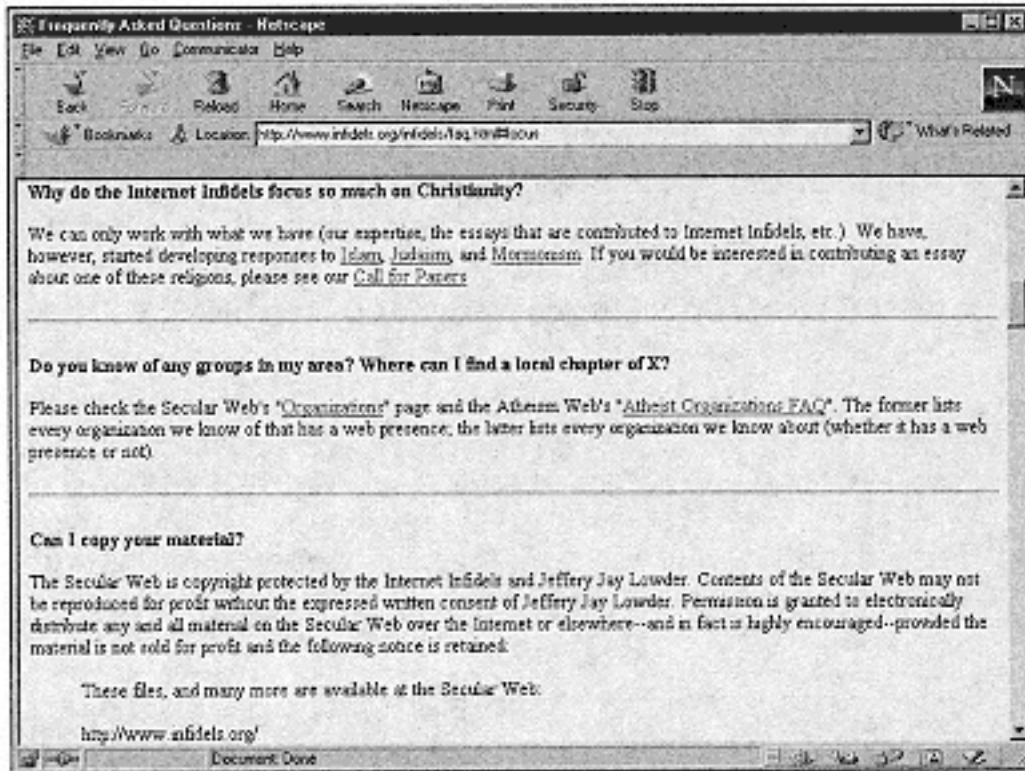 Frequently Asked Questions - Netscape
File Edit View Go Communicator Help
Back Forward Reload Home Search Netscape Print Security Stop
N
Bookmarks Location: http://www.infidels.org/infidels/faq.html#focus What's Related
Why do the Internet Infidels focus so much on Christianity?
We can only work with what we have (our expertise, the essays that are contributed to Internet Infidels, etc.). We have,
however, started developing responses to Islam, Judaism, and Mormonism. If you would be interested in contributing an essay
about one of these religions, please see our Call for Papers
Do you know of any groups in my area? Where can I find a local chapter of X?
Please check the Secular Web's "Organizations" page and the Atheism Web's "Atheist Organizations FAQ". The former lists
every organization we know of that has a web presence; the latter lists every organization we know about (whether it has a web
presence or not).
Can I copy your material?
The Secular Web is copyright protected by the Internet Infidels and Jeffery Jay Lowder. Contents of the Secular Web may not
be reproduced for profit without the expressed written consent of Jeffery Jay Lowder. Permission is granted to electronically
distribute any and all material on the Secular Web over the Internet or elsewhere--and in fact is highly encouraged--provided the
material is not sold for profit and the following notice is retained:
These files, and many more are available at the Secular Web:
http://www.infidels.org/
Document: Done